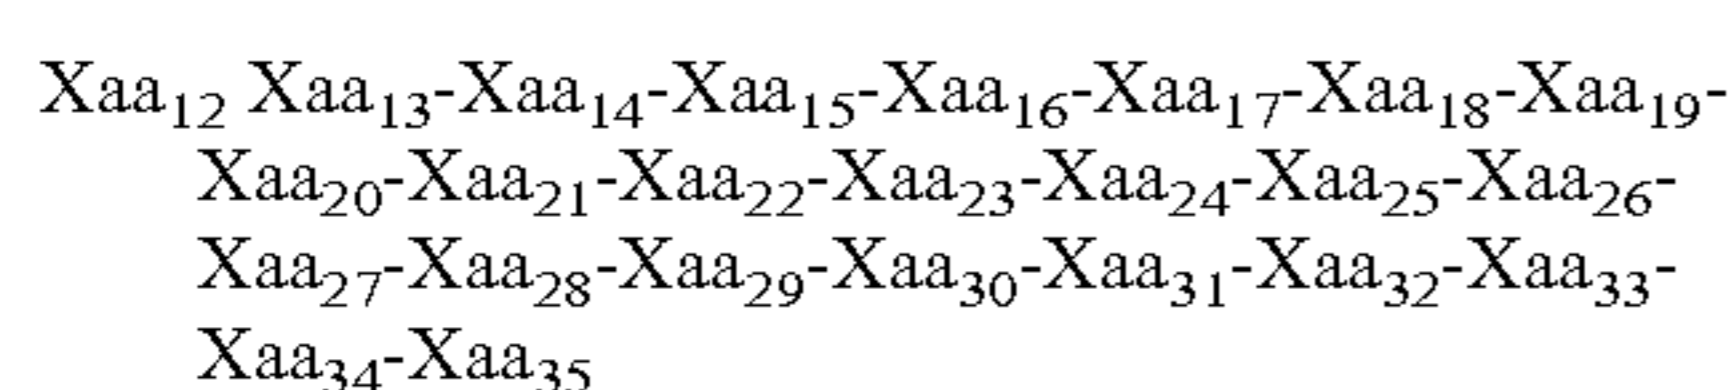 Xaa₁₂ Xaa₁₃-Xaa₁₄-Xaa₁₅-Xaa₁₆-Xaa₁₇-Xaa₁₈-Xaa₁₉-
Xaa₂₀-Xaa₂₁-Xaa₂₂-Xaa₂₃-Xaa₂₄-Xaa₂₅-Xaa₂₆-
Xaa₂₇-Xaa₂₈-Xaa₂₉-Xaa₃₀-Xaa₃₁-Xaa₃₂-Xaa₃₃-
Xaa₃₄-Xaa₃₅